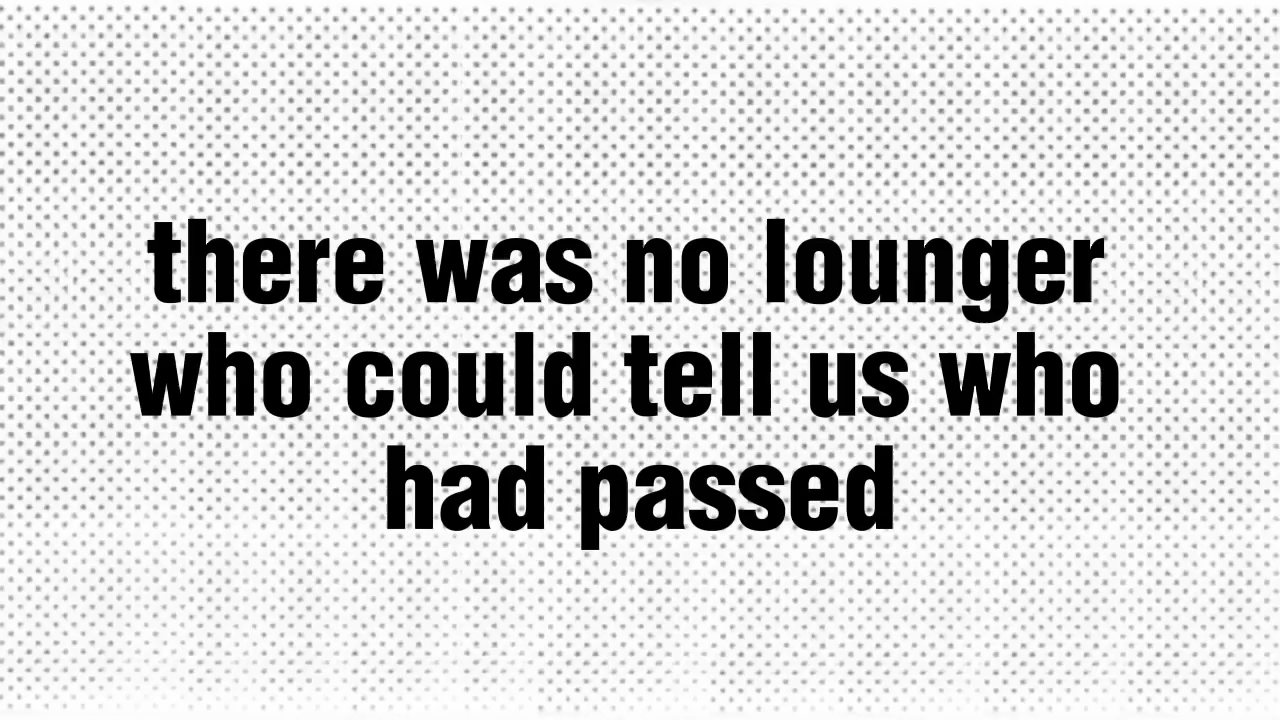 there was no lounger
who could tell us who
had passed